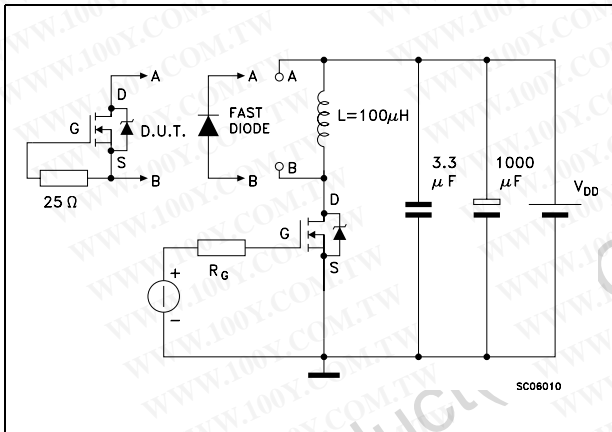 A
A
A
D
G
D.U.T.
S
B
25 Ω
FAST
DIODE
B
L=100μH
B
D
G
S
RG
+
−
3.3
μF
1000
μF
VDD
SC06010
WWW.100Y.COM.TW